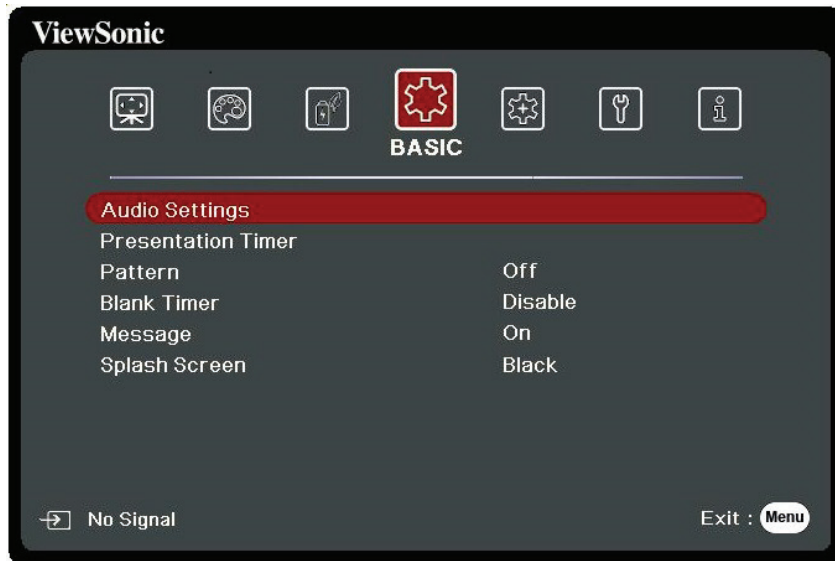 ViewSonic
BASIC
Audio Settings
Presentation Timer
Pattern Off
Blank Timer Disable
Message On
Splash Screen Black
No Signal Exit : Menu